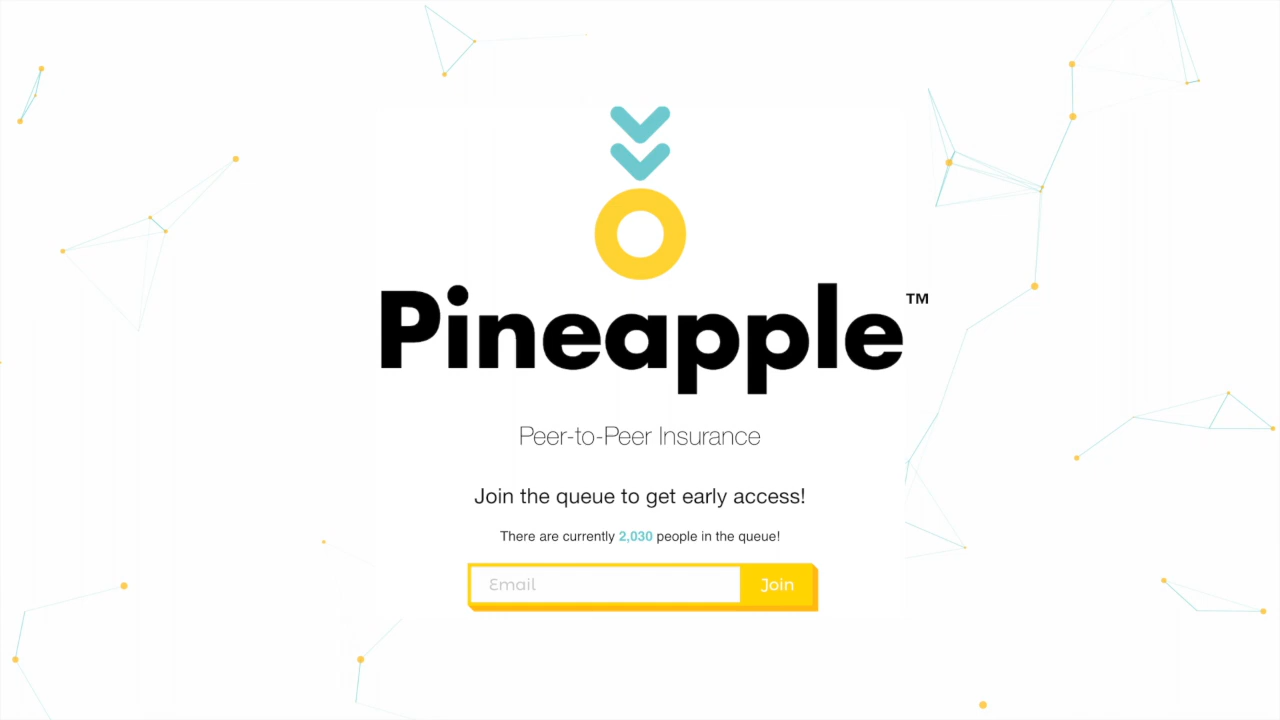 Pineapple™
Peer-to-Peer Insurance
Join the queue to get early access!
There are currently 2,030 people in the queue!
Email Join